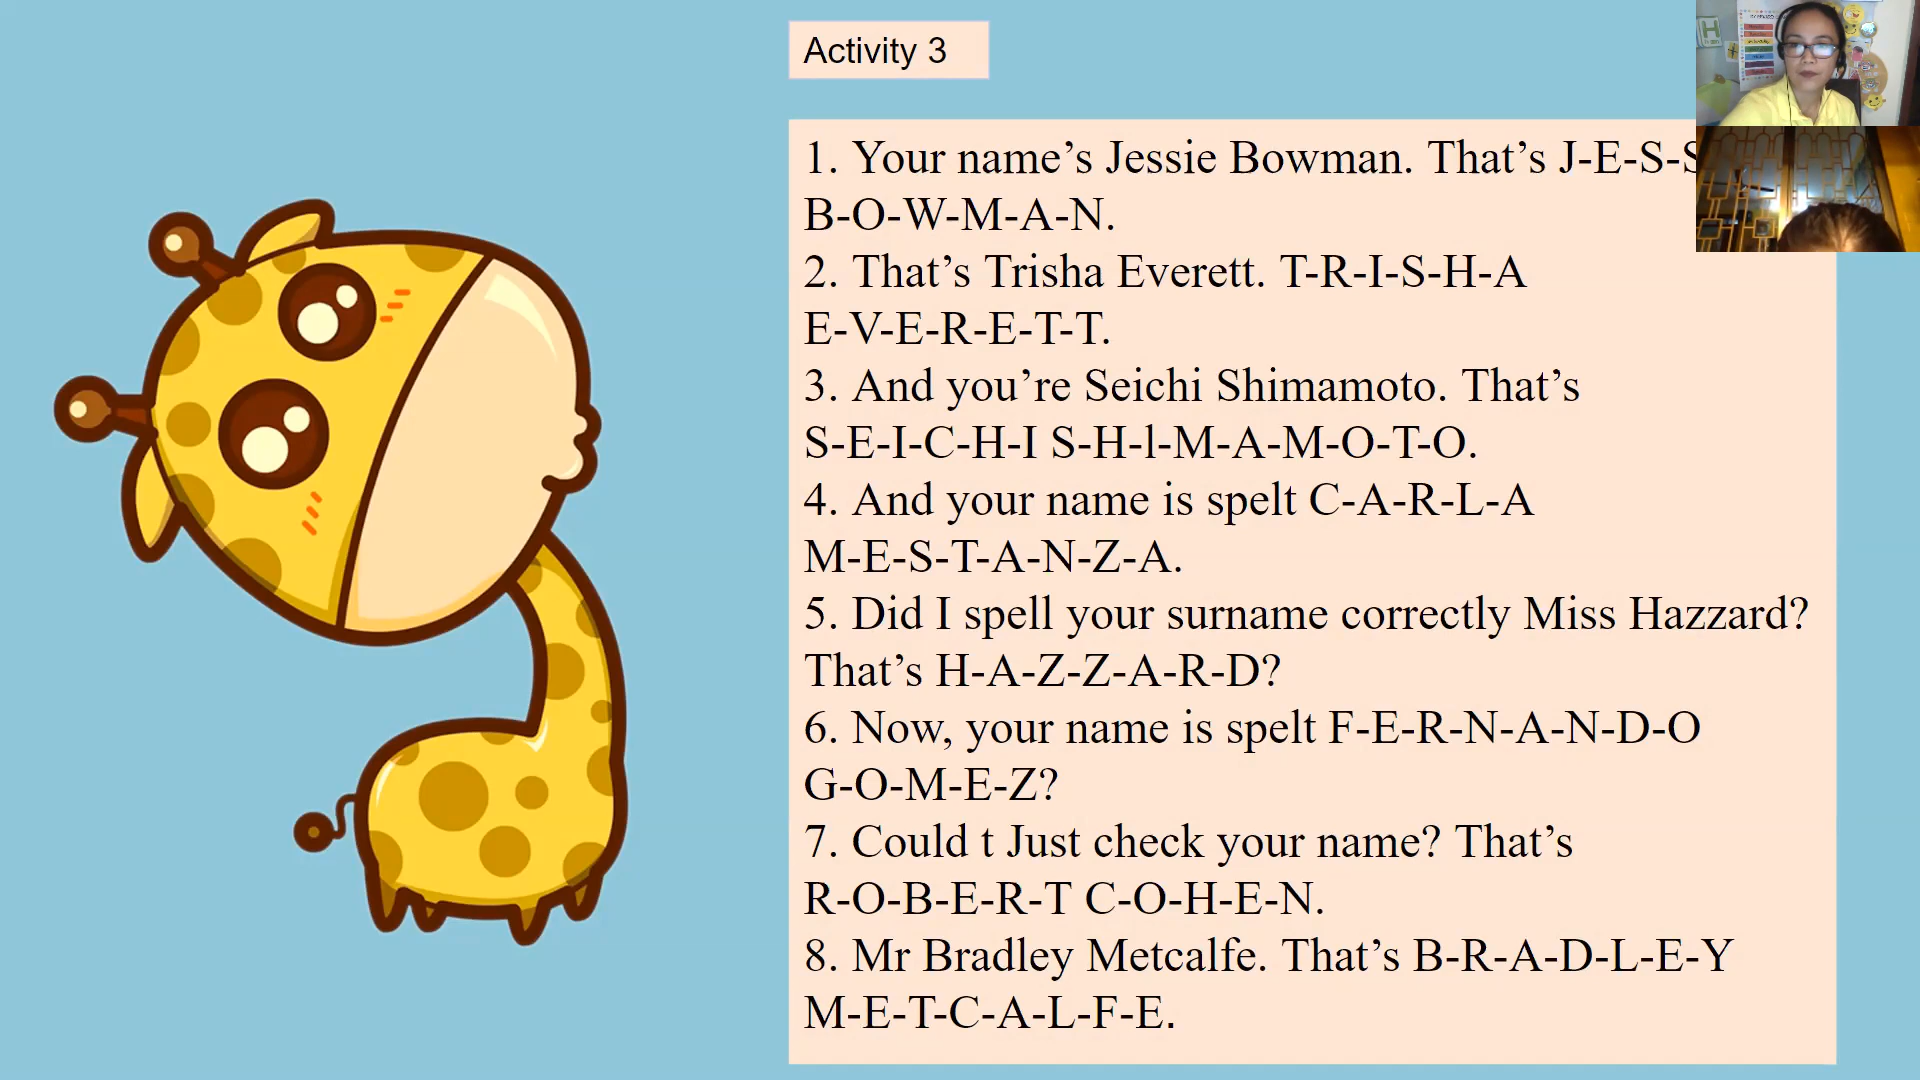 Activity 3
1. Your name’s Jessie Bowman. That’s J-E-S-S
B-O-W-M-A-N.
2. That’s Trisha Everett. T-R-I-S-H-A
E-V-E-R-E-T-T.
3. And you’re Seichi Shimamoto. That’s
S-E-I-C-H-I S-H-l-M-A-M-O-T-O.
4. And your name is spelt C-A-R-L-A
M-E-S-T-A-N-Z-A.
5. Did I spell your surname correctly Miss Hazzard?
That’s H-A-Z-Z-A-R-D?
6. Now, your name is spelt F-E-R-N-A-N-D-O
G-O-M-E-Z?
7. Could t Just check your name? That’s
R-O-B-E-R-T C-O-H-E-N.
8. Mr Bradley Metcalfe. That’s B-R-A-D-L-E-Y
M-E-T-C-A-L-F-E.